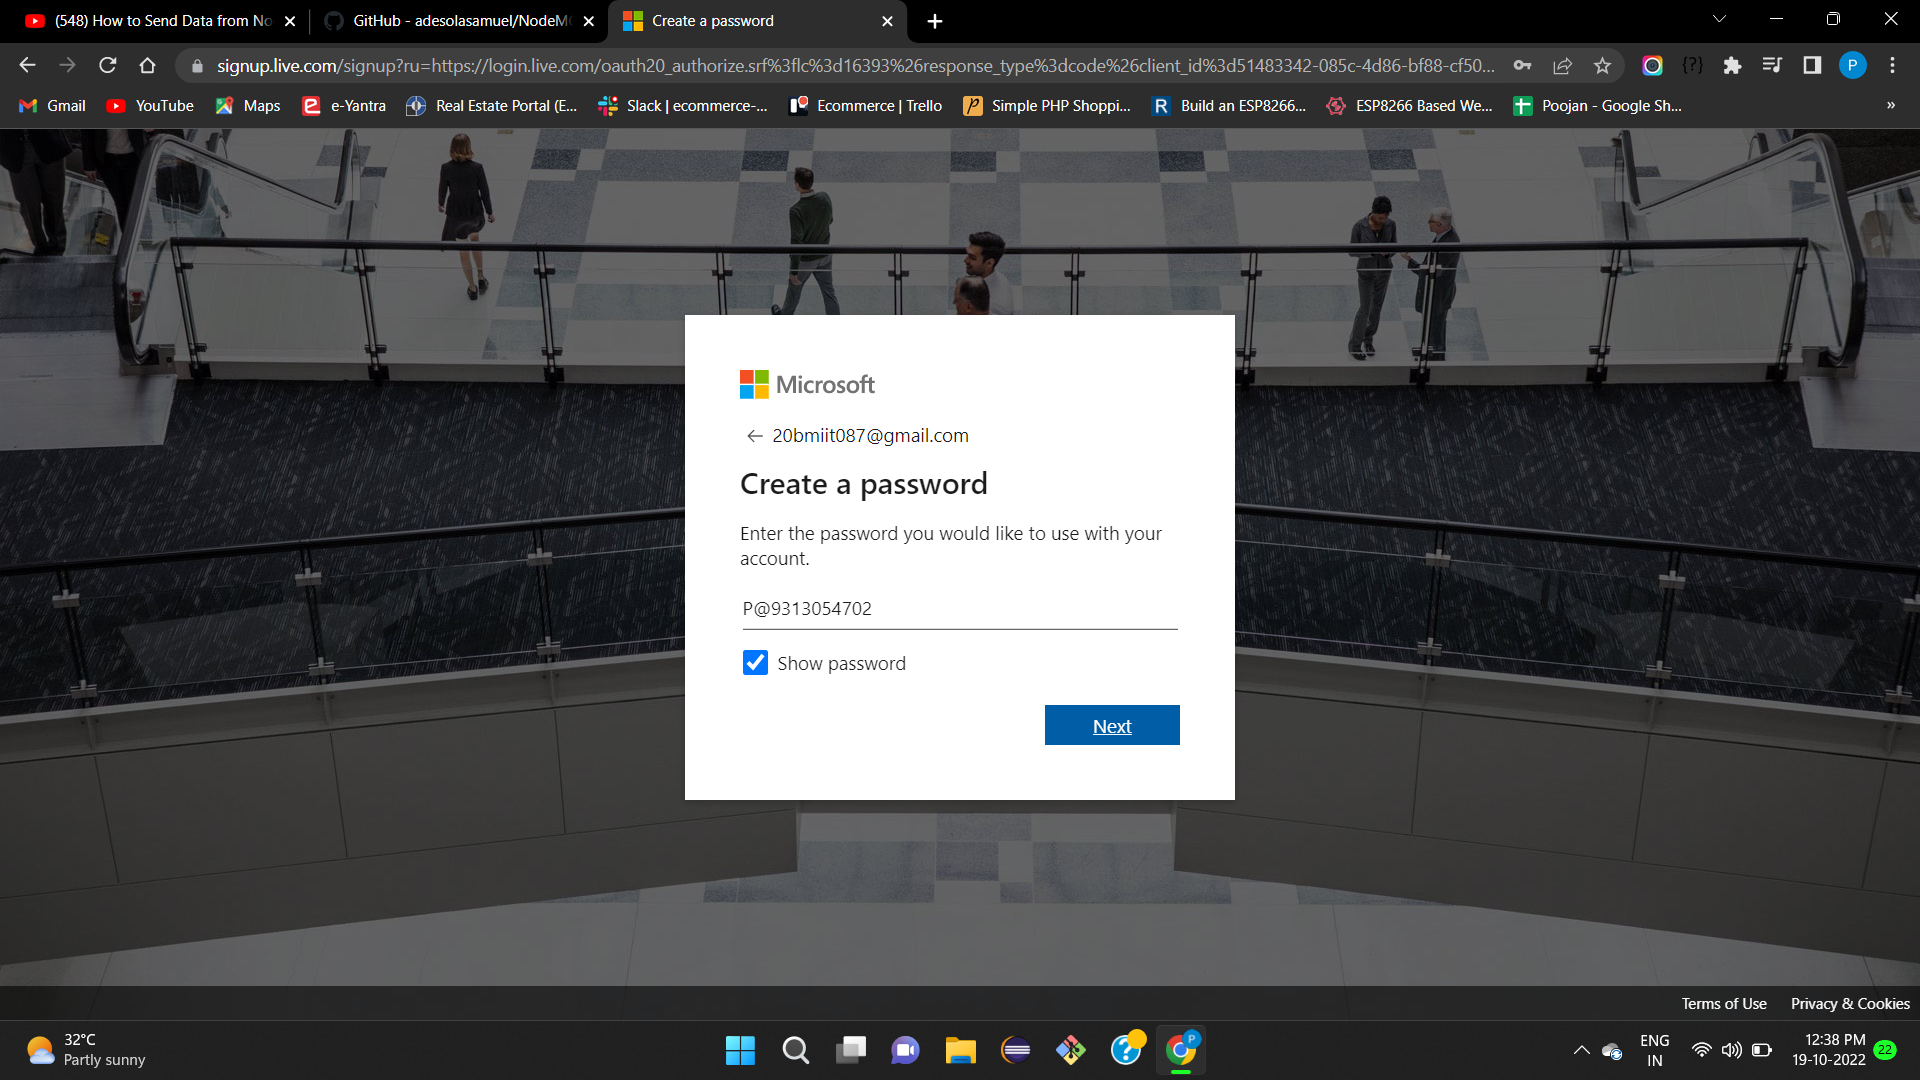 (548) How to Send Data from No
GitHub - adesolasamuel/NodeM
Create a password
signup.live.com/signup?ru=https://login.live.com/oauth20_authorize.srf%3flc%3d16393%26response_type%3dcode%26client_id%3d51483342-085c-4d86-bf88-cf50...
P
Gmail
YouTube
Maps
e-Yantra
Real Estate Portal (E...
Slack | ecommerce-...
Ecommerce | Trello
Simple PHP Shoppi...
Build an ESP8266...
ESP8266 Based We...
Poojan - Google Sh...
»
Microsoft
20bmiit087@gmail.com
Create a password
Enter the password you would like to use with your
account.
P@9313054702
Show password
Next
Terms of Use
Privacy & Cookies
32°C
Partly sunny
P
ENG
IN
12:38 PM
19-10-2022
22